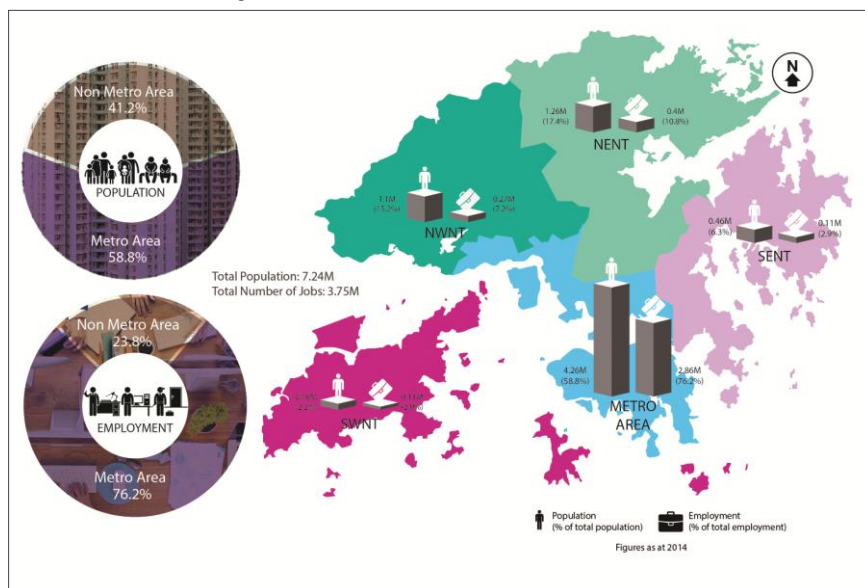 Non Metro Area
41.2%
POPULATION
Metro Area
58.8%
Total Population: 7.24M
Total Number of Jobs: 3.75M
Non Metro Area
23.8%
EMPLOYMENT
Metro Area
76.2%
N
1.26M
(17.4%)
0.4M
(10.8%)
NENT
1.1M
(15.2%)
0.27M
(7.2%)
NWNT
0.46M
(6.3%)
0.11M
(2.9%)
SENT
4.26M
(58.8%)
2.86M
(76.2%)
METRO
AREA
SWNT
Population
(% of total population)
Employment
(% of total employment)
Figures as at 2014